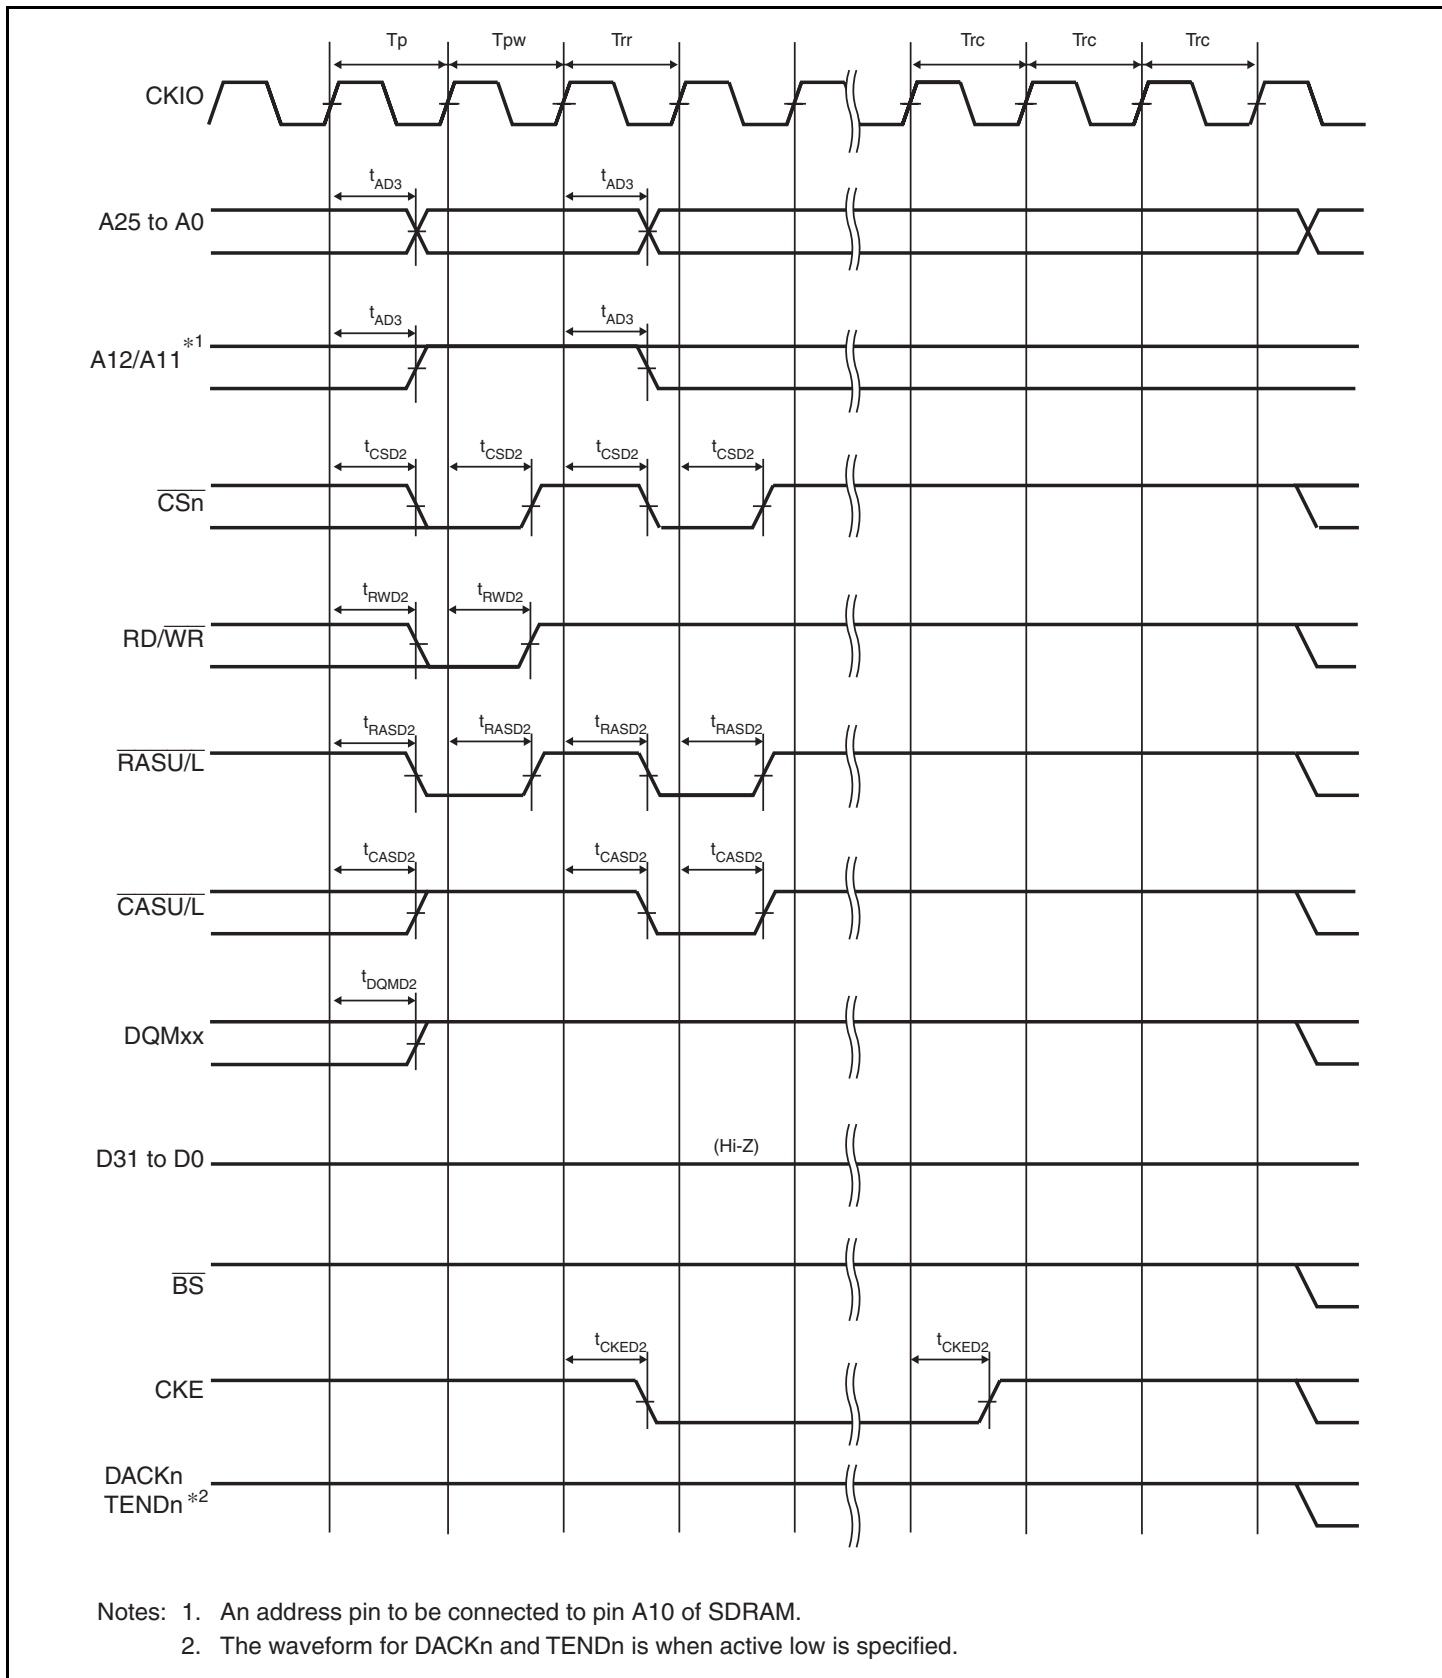 Tp Tpw Trr Trc Trc Trc
CKIO
tAD3 tAD3
A25 to A0
tAD3 tAD3
A12/A11 *1
tCSD2 tCSD2 tCSD2 tCSD2
CSn
tRWD2 tRWD2
RD/WR
tRASD2 tRASD2 tRASD2 tRASD2
RASU/L
tCASD2 tCASD2 tCASD2
CASU/L
tDQMD2
DQMxx
(Hi-Z)
D31 to D0
BS
tCKED2 tCKED2
CKE
DACKn
TENDn *2
Notes: 1. An address pin to be connected to pin A10 of SDRAM.
2. The waveform for DACKn and TENDn is when active low is specified.